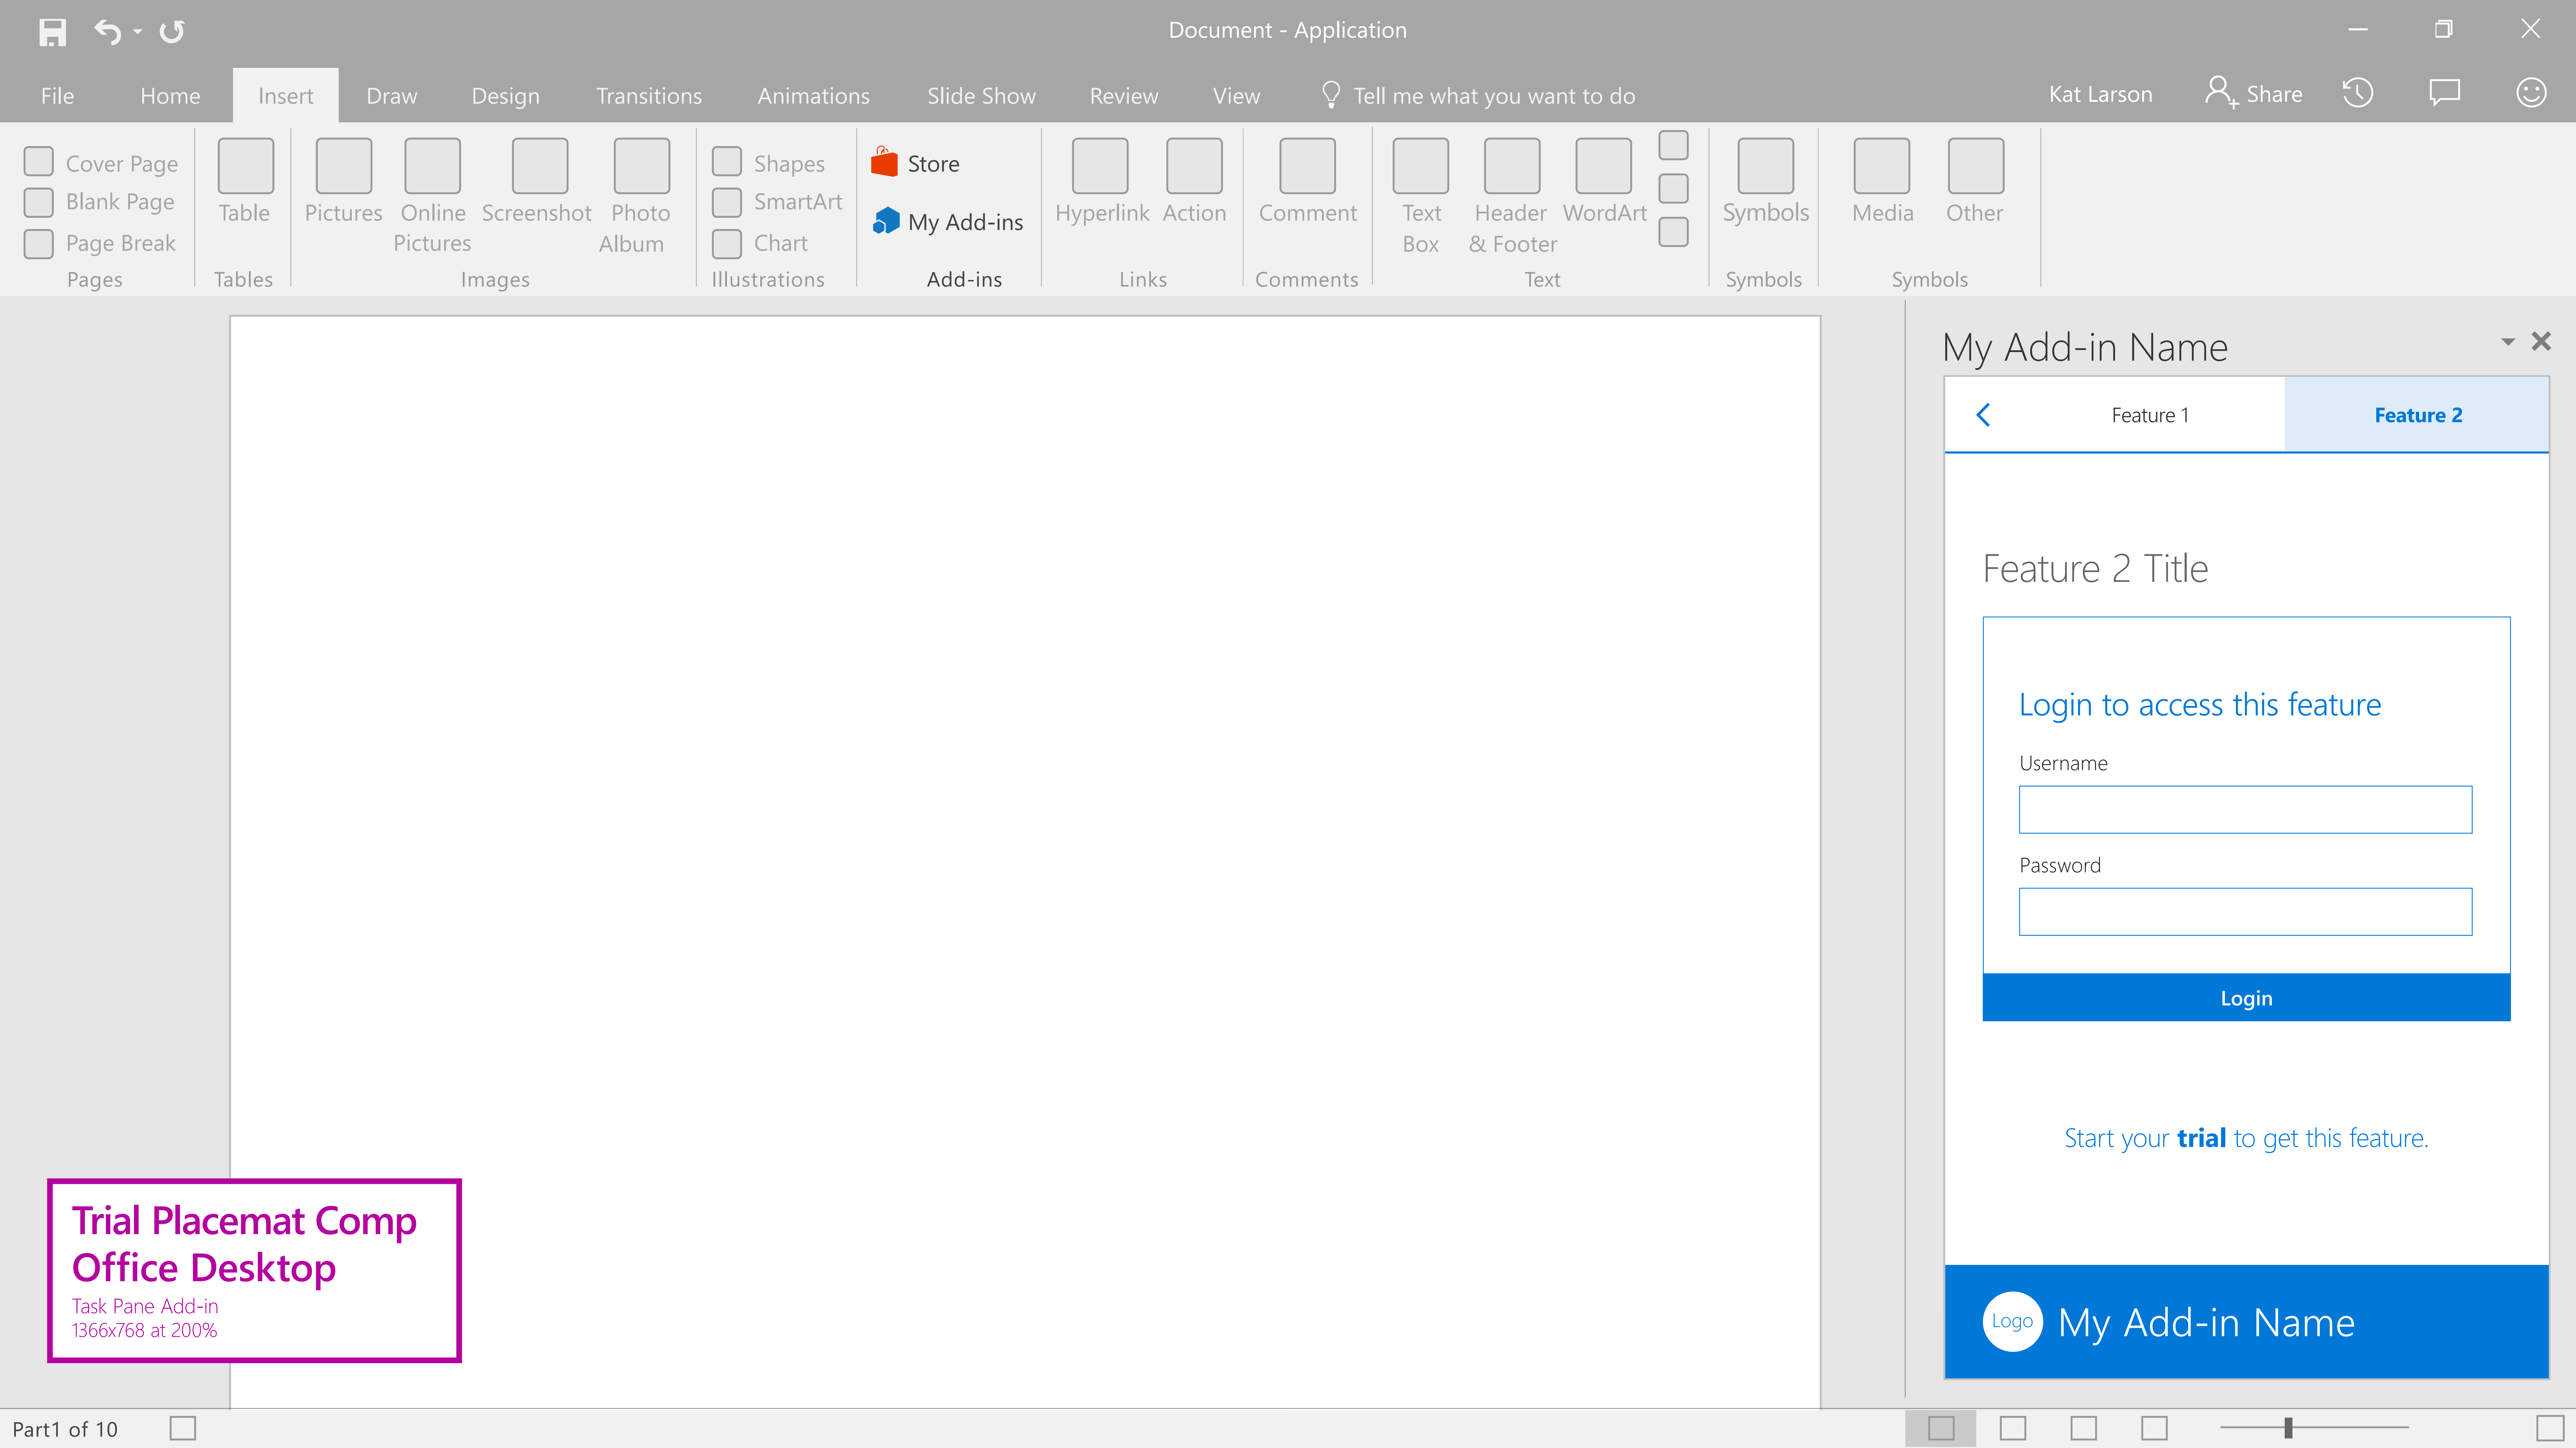 Document - Application
File Home Insert Draw Design Transitions Animations Slide Show Review View Tell me what you want to do Kat Larson Share
Cover Page
Blank Page
Page Break
Pages
Table
Tables
Pictures
Online
Pictures
Screenshot
Photo
Album
Images
Shapes
SmartArt
Chart
Illustrations
Store
My Add-ins
Add-ins
Hyperlink
Action
Links
Comment
Comments
Text
Box
Header
& Footer
WordArt
Text
Symbols
Symbols
Media
Other
Symbols
My Add-in Name
Feature 1
Feature 2
Feature 2 Title
Login to access this feature
Username
Password
Login
Start your trial to get this feature.
Logo
My Add-in Name
Trial Placemat Comp
Office Desktop
Task Pane Add-in
1366x768 at 200%
Part1 of 10